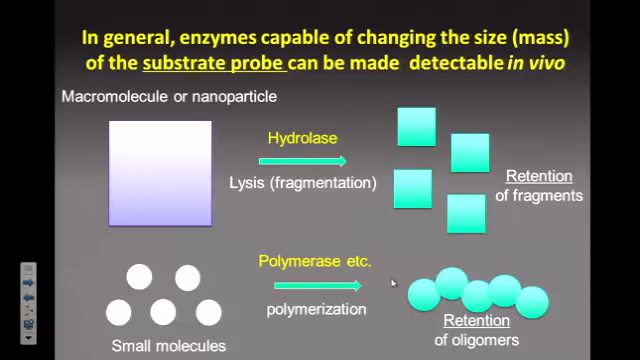 In general, enzymes capable of changing the size (mass)
of the substrate probe can be made detectable in vivo
Macromolecule or nanoparticle
Hydrolase
Lysis (fragmentation)
Retention
of fragments
Polymerase etc.
polymerization
Small molecules
Retention
of oligomers